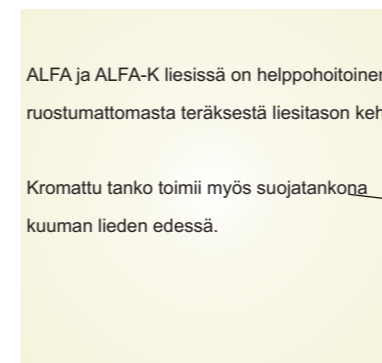 ALFA ja ALFA-K liesissä on helppohoitoinen
ruostumattomasta teräksestä liesitason keh
Kromattu tanko toimii myös suojatankona
kuuman lieden edessä.